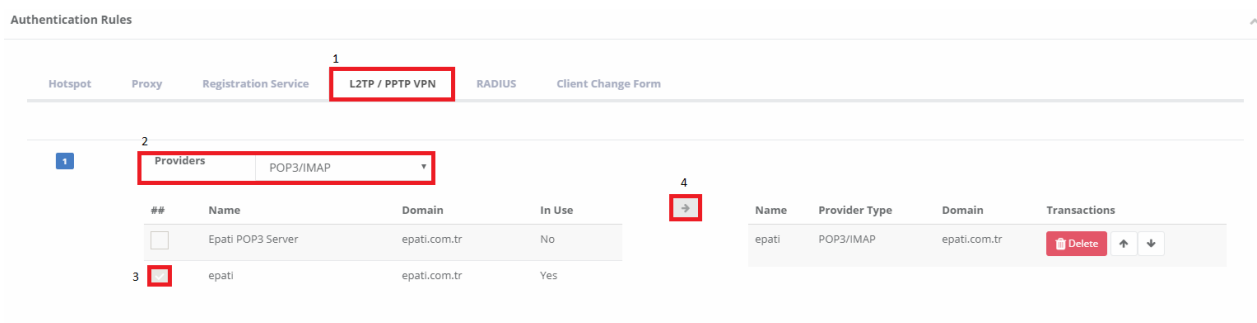 Authentication Rules
1
Hotspot Proxy Registration Service L2TP / PPTP VPN RADIUS Client Change Form
2
1 Providers POP3/IMAP
4
## Name Domain In Use
Name Provider Type Domain Transactions
Epati POP3 Server epati.com.tr No
epati POP3/IMAP epati.com.tr Delete
3 epati epati.com.tr Yes